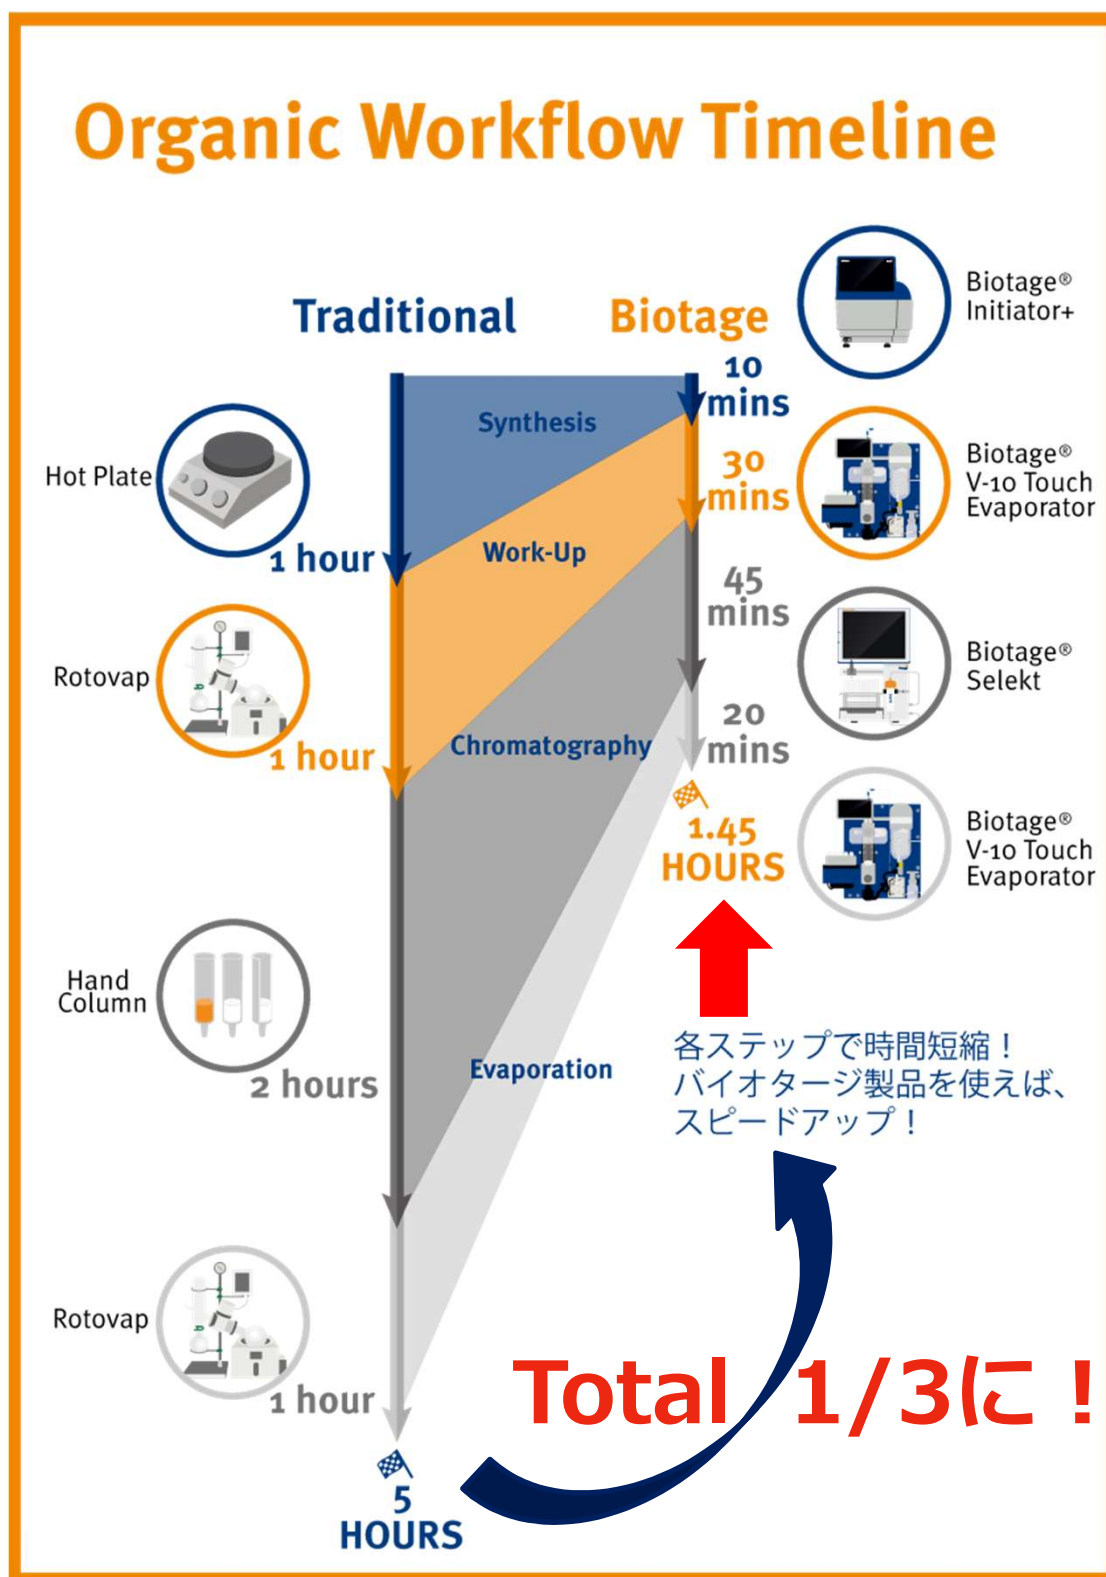 Organic Workflow Timeline
Traditional
Biotage
Biotage®
Initiator+
10
mins
Synthesis
Hot Plate
1 hour
30
mins
Biotage®
V-10 Touch
Evaporator
Work-Up
45
mins
Rotovap
1 hour
Biotage®
Selekt
Chromatography
20
mins
1.45
HOURS
Biotage®
V-10 Touch
Evaporator
Hand
Column
2 hours
各ステップで時間短縮！
バイオタージ製品を使えば、
スピードアップ！
Evaporation
Rotovap
1 hour
Total 1/3に！
5
HOURS